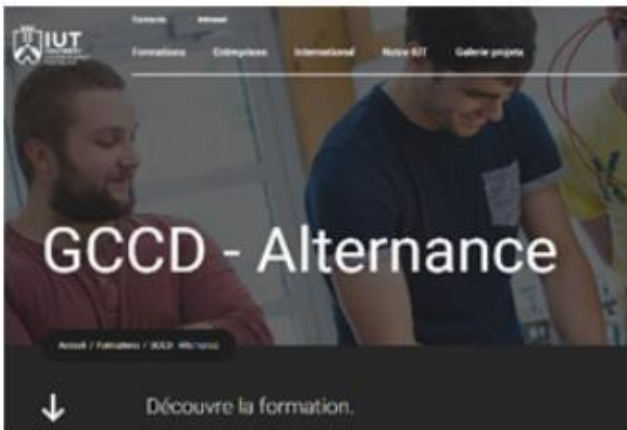 Contacts Intranet
IUT
Formations Entreprises International Notre IUT Galerie projets
GCCD - Alternance
Accueil / Formations / GCCD - Alternance
Découvre la formation.